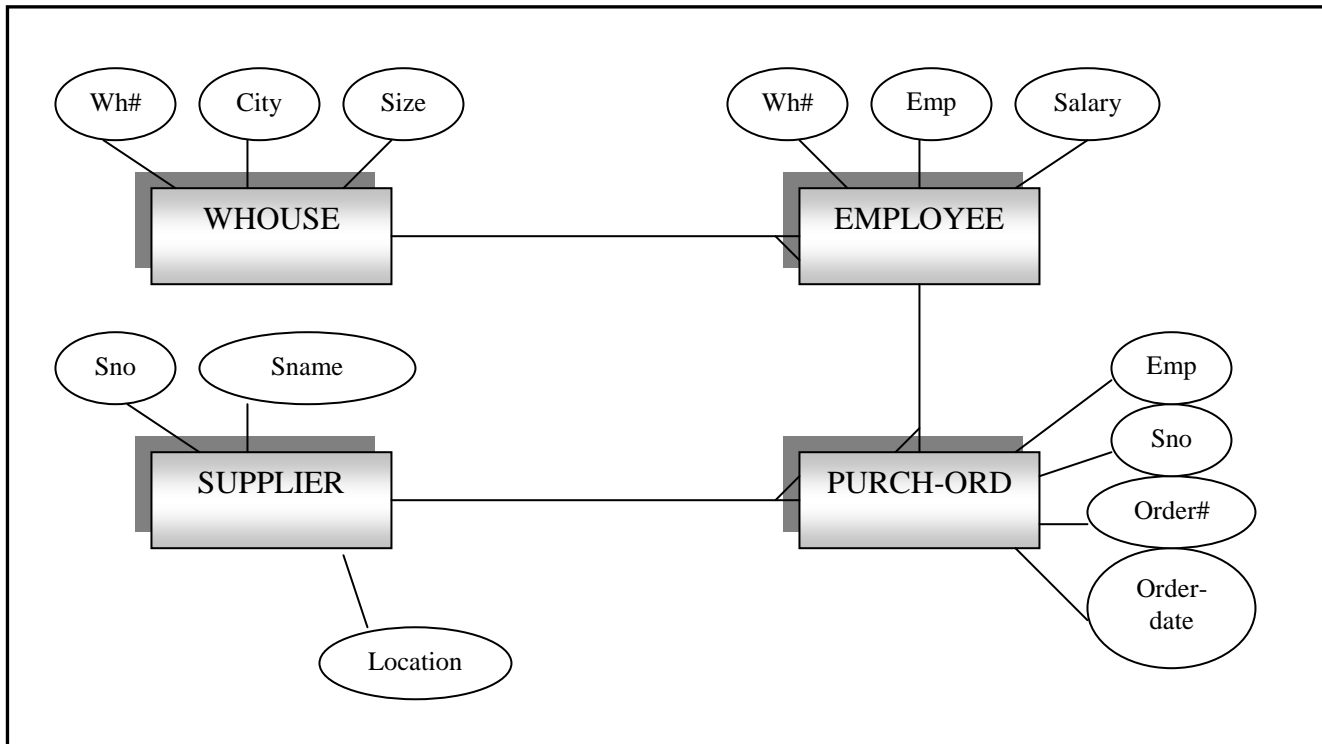 Wh#
City
Size
Wh#
Emp
Salary
WHOUSE
EMPLOYEE
Sno
Sname
Emp
Sno
SUPPLIER
PURCH-ORD
Order#
Order-
date
Location